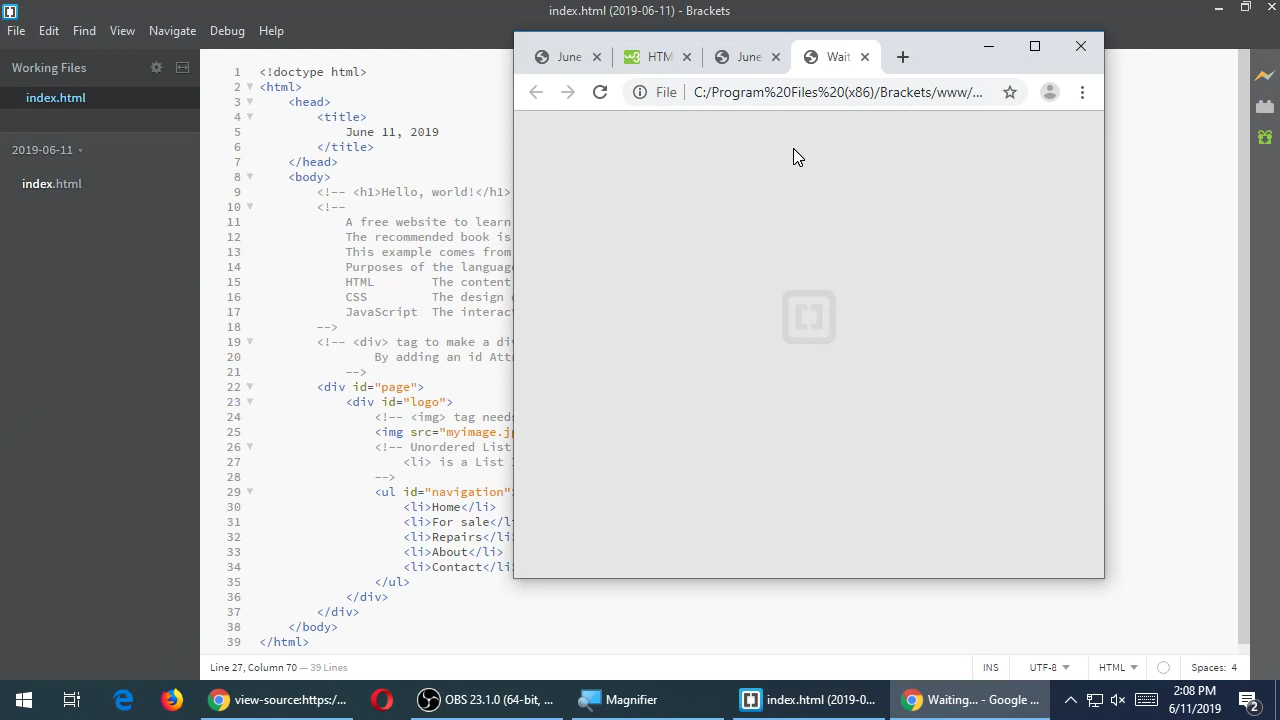 index.html (2019-06-11) - Brackets
File Edit Find View Navigate Debug Help
Working Files
index.html
2019-06-11
index.html
1 <!doctype html>
2 <html>
3 <head>
4 <title>
5 June 11, 2019
6 </title>
7 </head>
8 <body>
9 <!-- <h1>Hello, world!</h1>
10 <!--
11 A free website to learn
12 The recommended book is
13 This example comes from
14 Purposes of the language
15 HTML The content
16 CSS The design
17 JavaScript The interac
18 -->
19 <!-- <div> tag to make a di
20 By adding an id Att
21 -->
22 <div id="page">
23 <div id="logo">
24 <!-- <img> tag need
25 <img src="myimage.jp
26 <!-- Unordered List
27 <li> is a List
28 -->
29 <ul id="navigation"
30 <li>Home</li>
31 <li>For sale</l
32 <li>Repairs</li
33 <li>About</li>
34 <li>Contact</li
35 </ul>
36 </div>
37 </div>
38 </body>
39 </html>
June HTM June Wait
File C:/Program%20Files%20(x86)/Brackets/www/...
Line 27, Column 70 — 39 Lines
INS UTF-8 HTML Spaces: 4
view-source:https:/... OBS 23.1.0 (64-bit, ... Magnifier index.html (2019-0... Waiting... - Google ...
2:08 PM
6/11/2019
2